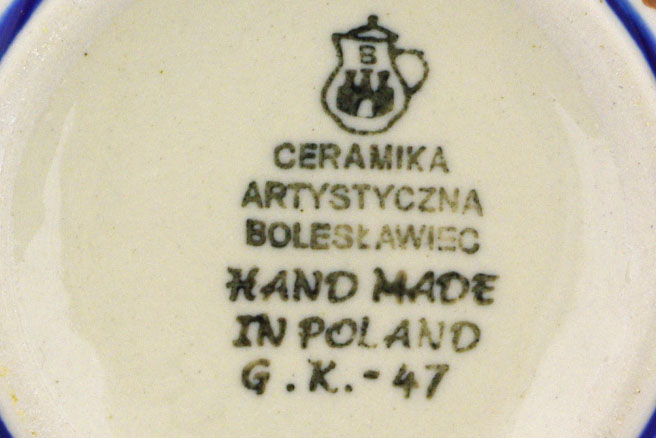 B
CERAMIKA
ARTYSTYCZNA
BOLESŁAWIEC
HAND MADE
IN POLAND
G.K.-47